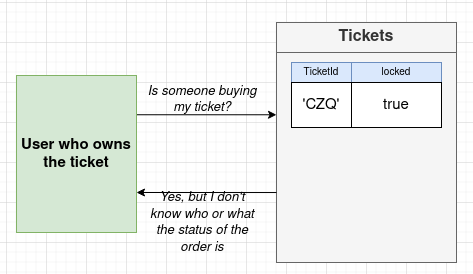 Tickets
TicketId locked
'CZQ' true
Is someone buying
my ticket?
User who owns
the ticket
Yes, but I don't
know who or what
the status of the
order is